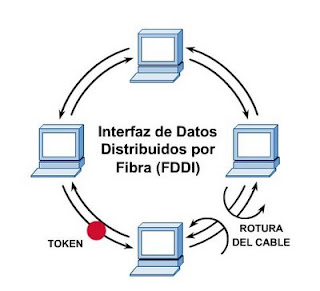 Interfaz de Datos
Distribuidos por
Fibra (FDDI)
TOKEN
ROTURA
DEL CABLE